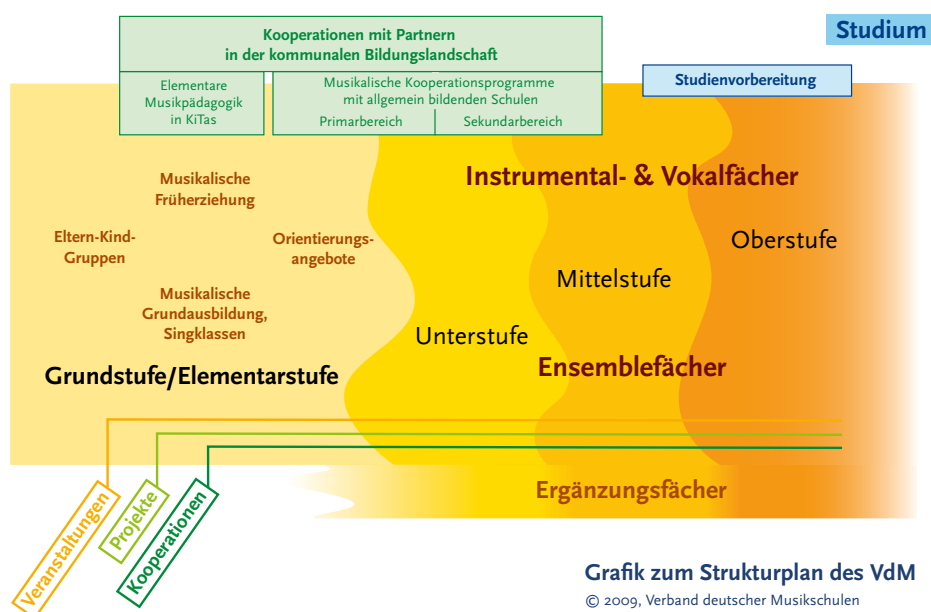 Kooperationen mit Partnern
in der kommunalen Bildungslandschaft
Studium
Elementare
Musikpädagogik
in KiTas
Musikalische Kooperationsprogramme
mit allgemein bildenden Schulen
Primarbereich
Sekundarbereich
Studienvorbereitung
Musikalische
Früherziehung
Instrumental- & Vokalfächer
Eltern-Kind-
Gruppen
Orientierungs-
angebote
Oberstufe
Mittelstufe
Musikalische
Grundausbildung,
Singklassen
Unterstufe
Grundstufe/Elementarstufe
Ensemblefächer
Veranstaltungen
Projekte
Kooperationen
Ergänzungsfächer
Grafik zum Strukturplan des VdM
© 2009, Verband deutscher Musikschulen